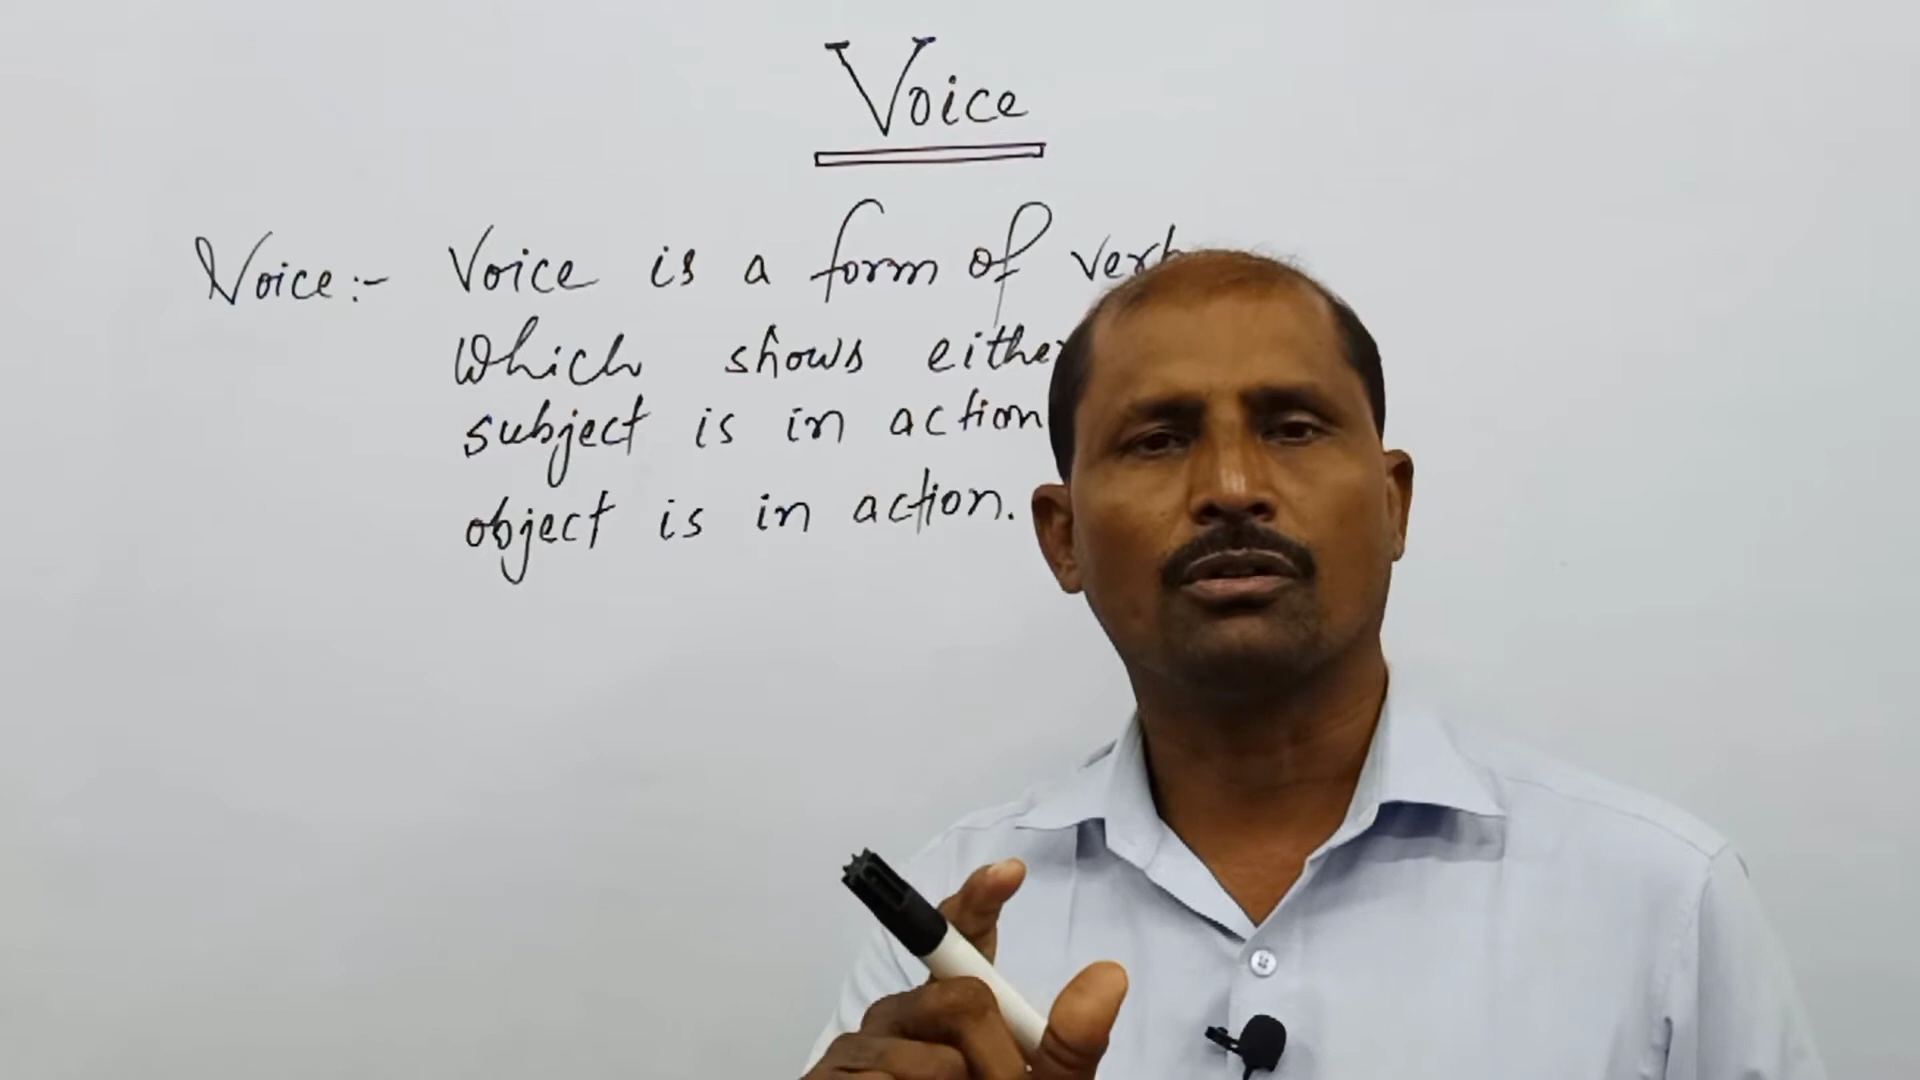 Voice
Voice:- Voice is a form of verb
which shows either
subject is in action
object is in action.